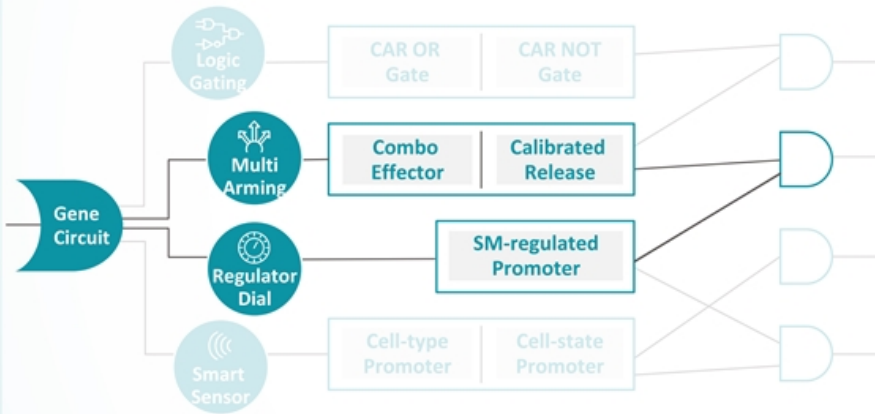 Logic
Gating
CAR OR
Gate
CAR NOT
Gate
Multi
Arming
Combo
Effector
Calibrated
Release
Gene
Circuit
Regulator
Dial
SM-regulated
Promoter
Smart
Sensor
Cell-type
Promoter
Cell-state
Promoter